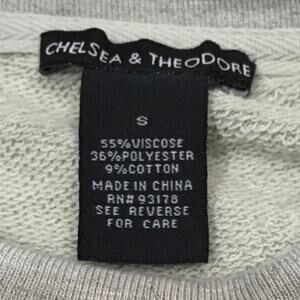 CHELSEA & THEODORE
S
55%VISCOSE
36%POLYESTER
9%COTTON
MADE IN CHINA
RN# 93178
SEE REVERSE
FOR CARE